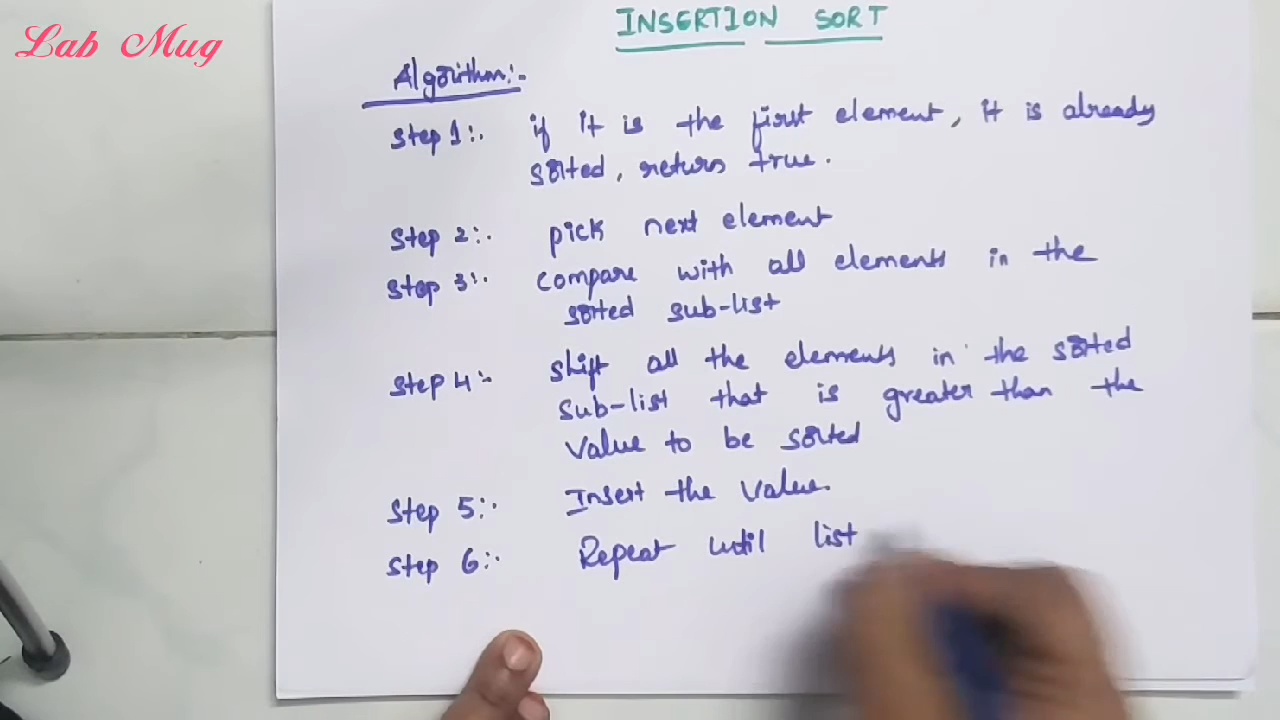 Lab Mug
INSERTION SORT
Algorithm:-
Step 1:- if it is the first element, it is already
sorted, return true.
Step 2:- pick next element
Step 3:- compare with all elements in the
sorted sub-list
Step 4:- shift all the elements in the sorted
sub-list that is greater than the
value to be sorted
Step 5:- Insert the value.
Step 6:- Repeat until list